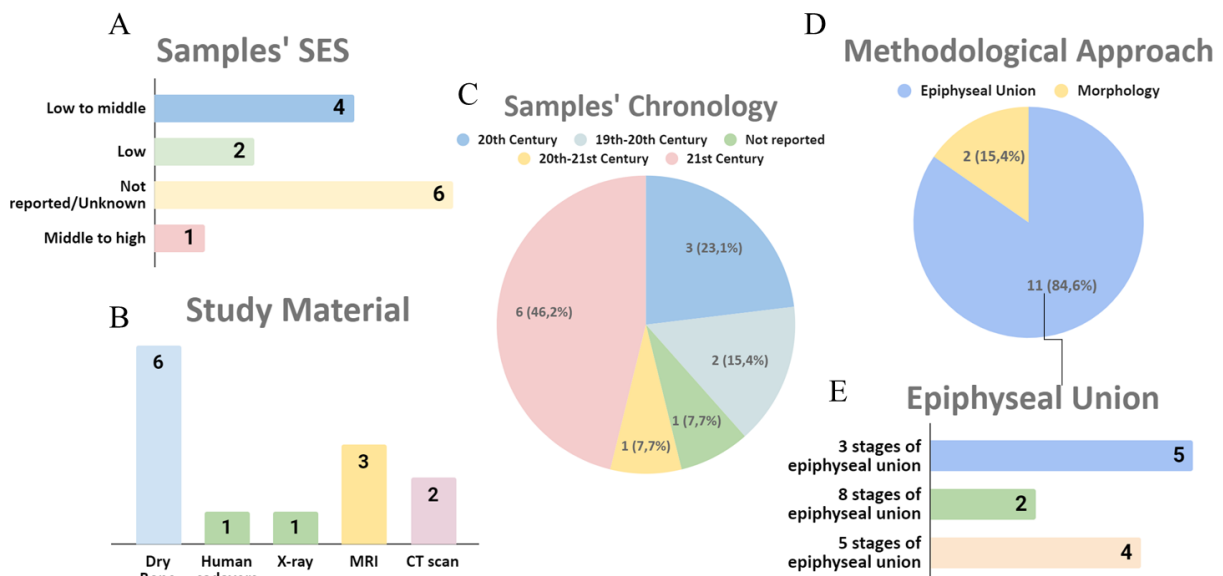 A
Samples' SES
Low to middle
4
Low
2
Not
reported/Unknown
6
Middle to high
1
B
Study Material
6
1
1
3
2
Dry
Human
X-ray
MRI
CT scan
C
Samples' Chronology
20th Century
19th-20th Century
Not reported
20th-21st Century
21st Century
3 (23,1%)
6 (46,2%)
2 (15,4%)
1 (7,7%)
1 (7,7%)
D
Methodological Approach
Epiphyseal Union
Morphology
2 (15,4%)
11 (84,6%)
E
Epiphyseal Union
3 stages of
epiphyseal union
5
8 stages of
epiphyseal union
2
5 stages of
epiphyseal union
4